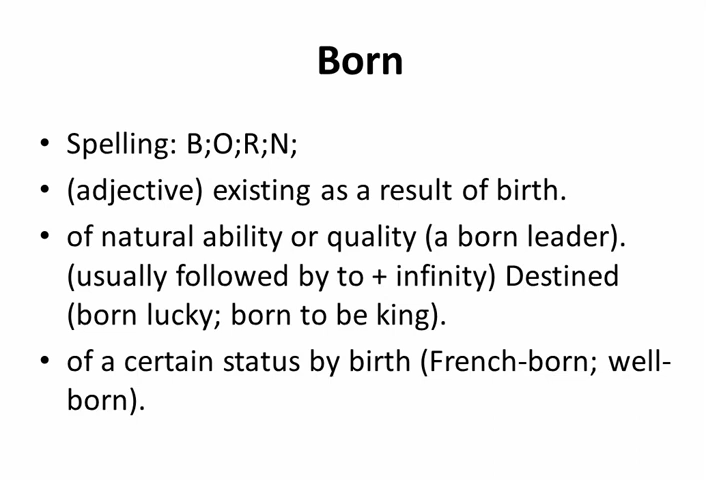 Born
• Spelling: B;O;R;N;
• (adjective) existing as a result of birth.
• of natural ability or quality (a born leader).
(usually followed by to + infinity) Destined
(born lucky; born to be king).
• of a certain status by birth (French-born; well-
born).